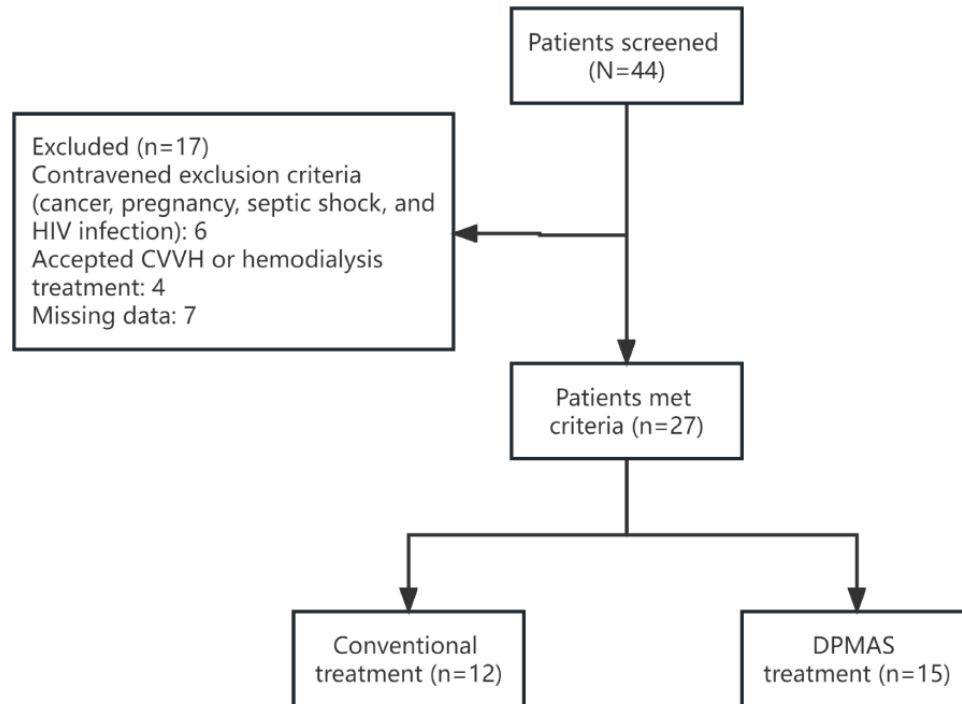 Patients screened
(N=44)
Excluded (n=17)
Contravened exclusion criteria
(cancer, pregnancy, septic shock, and
HIV infection): 6
Accepted CVVH or hemodialysis
treatment: 4
Missing data: 7
Patients met
criteria (n=27)
Conventional
treatment (n=12)
DPMAS
treatment (n=15)